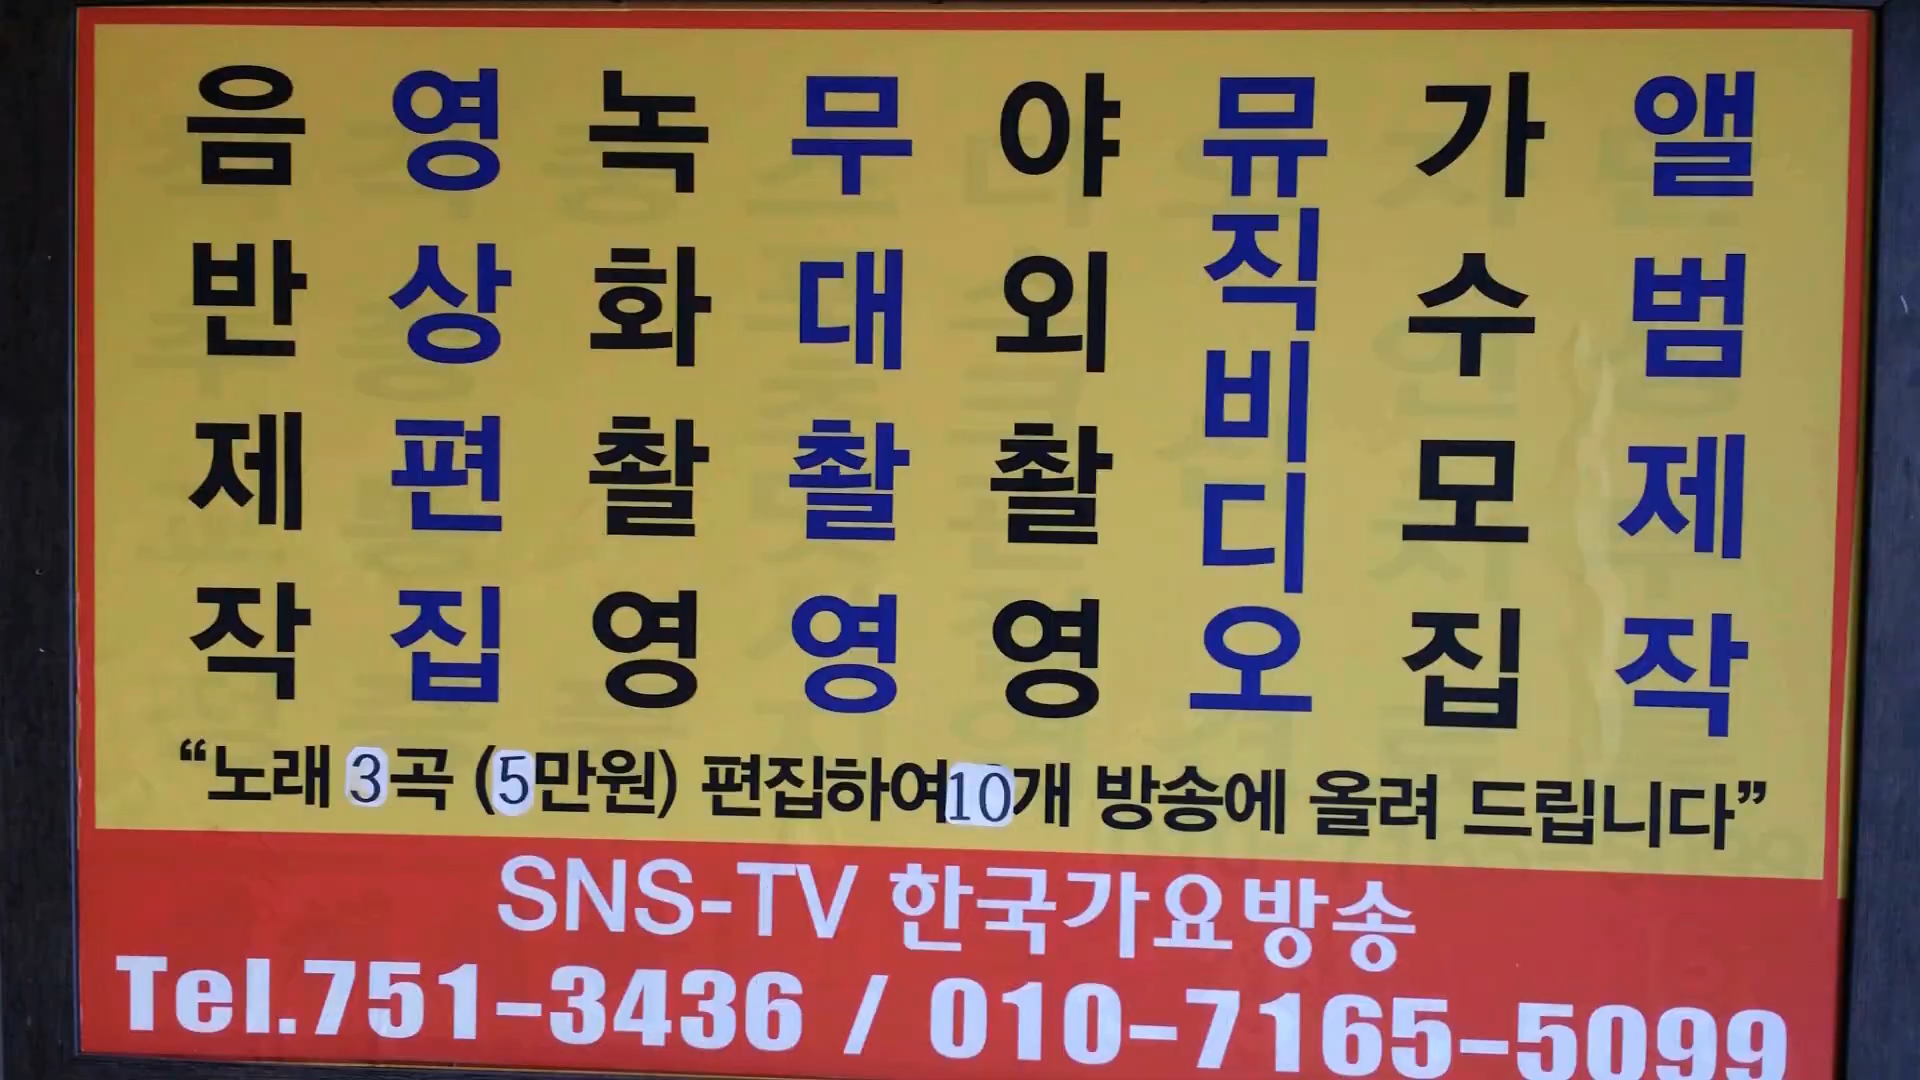 음반제작
영상편집
녹화촬영
무대촬영
야외촬영
뮤직비디오
가수모집
앨범제작
“노래 3곡 (5만원) 편집하여10개 방송에 올려 드립니다”
SNS-TV 한국가요방송
Tel.751-3436 / 010-7165-5099